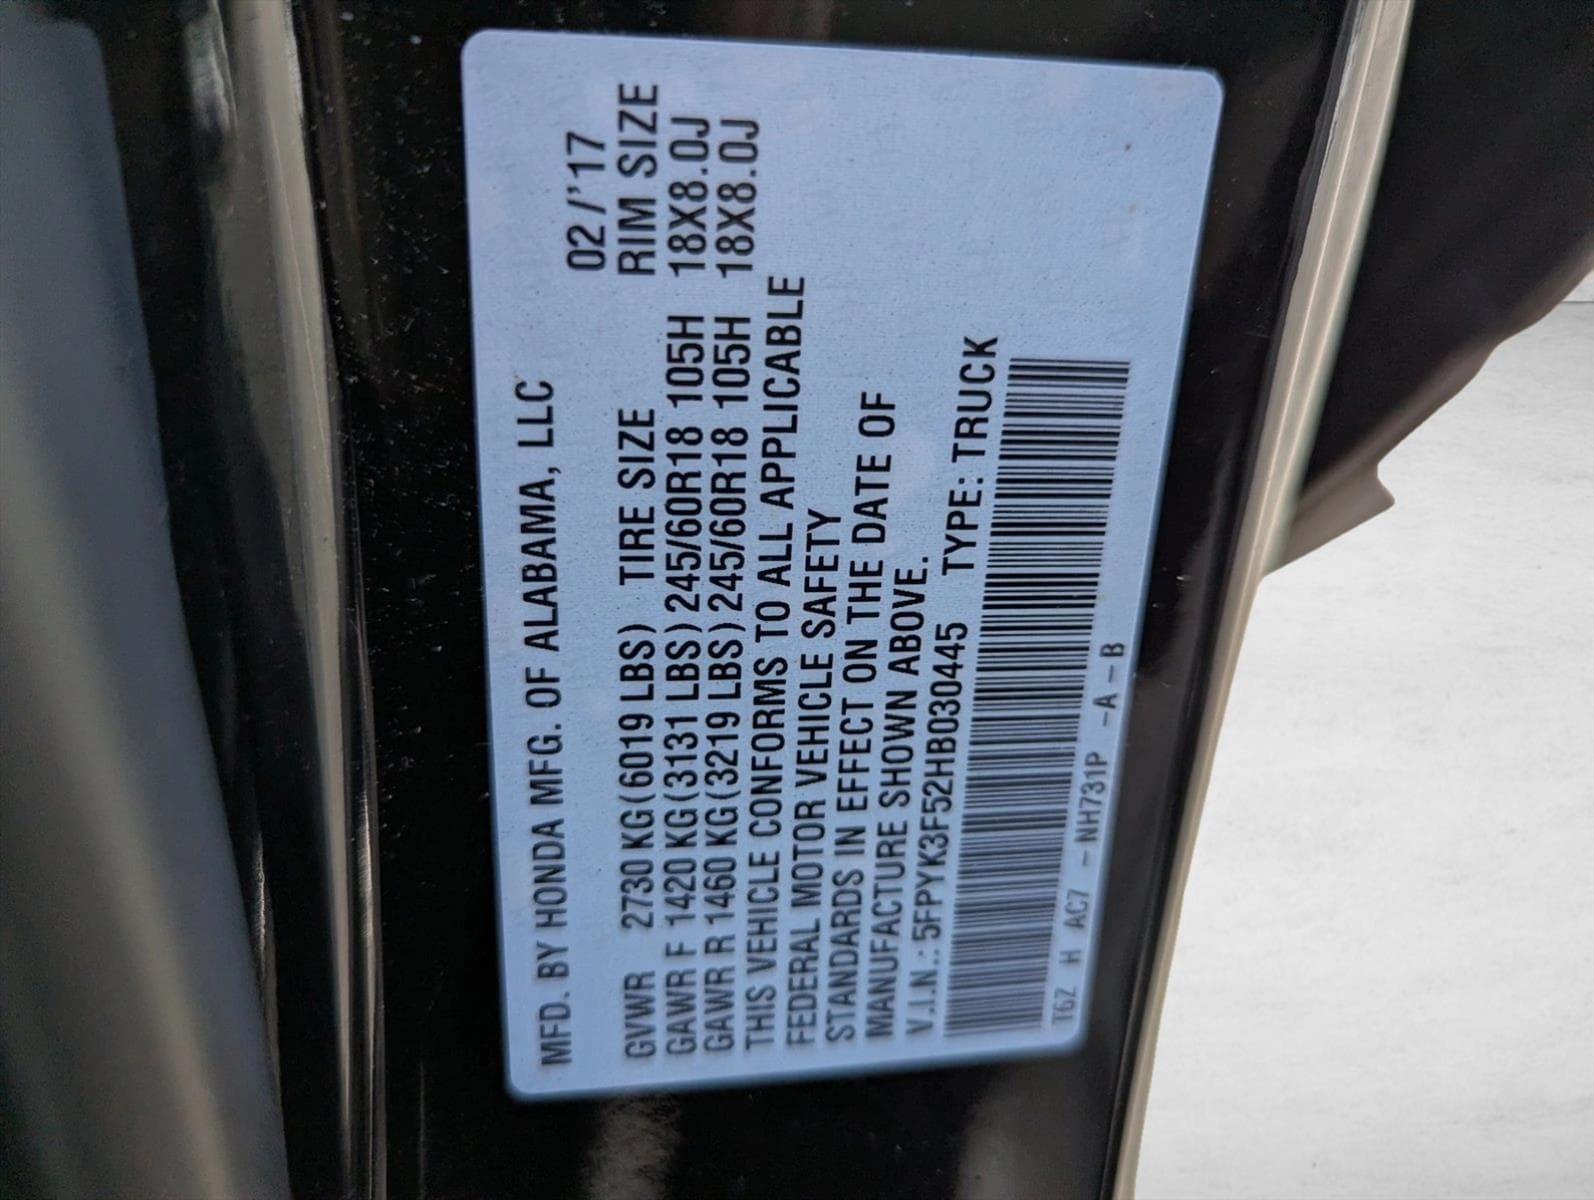 MFD. BY HONDA MFG. OF ALABAMA, LLC
02/'17
GVWR 2730 KG(6019 LBS) TIRE SIZE RIM SIZE
GAWR F 1420 KG(3131 LBS) 245/60R18 105H 18X8.0J
GAWR R 1460 KG(3219 LBS) 245/60R18 105H 18X8.0J
THIS VEHICLE CONFORMS TO ALL APPLICABLE
FEDERAL MOTOR VEHICLE SAFETY
STANDARDS IN EFFECT ON THE DATE OF
MANUFACTURE SHOWN ABOVE.
V.I.N.: 5FPYK3F52HB030445 TYPE: TRUCK
T6Z H AC7 -NH731P -A-B